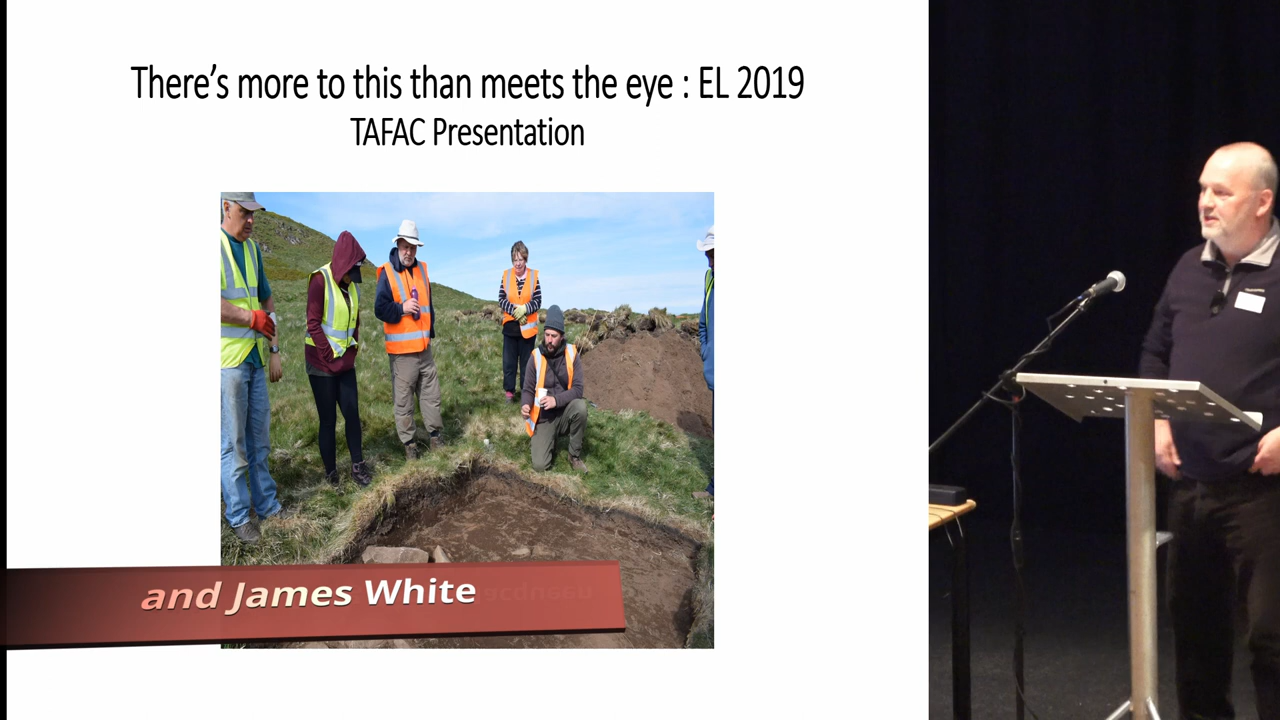 There's more to this than meets the eye : EL 2019
TAFAC Presentation
and James White